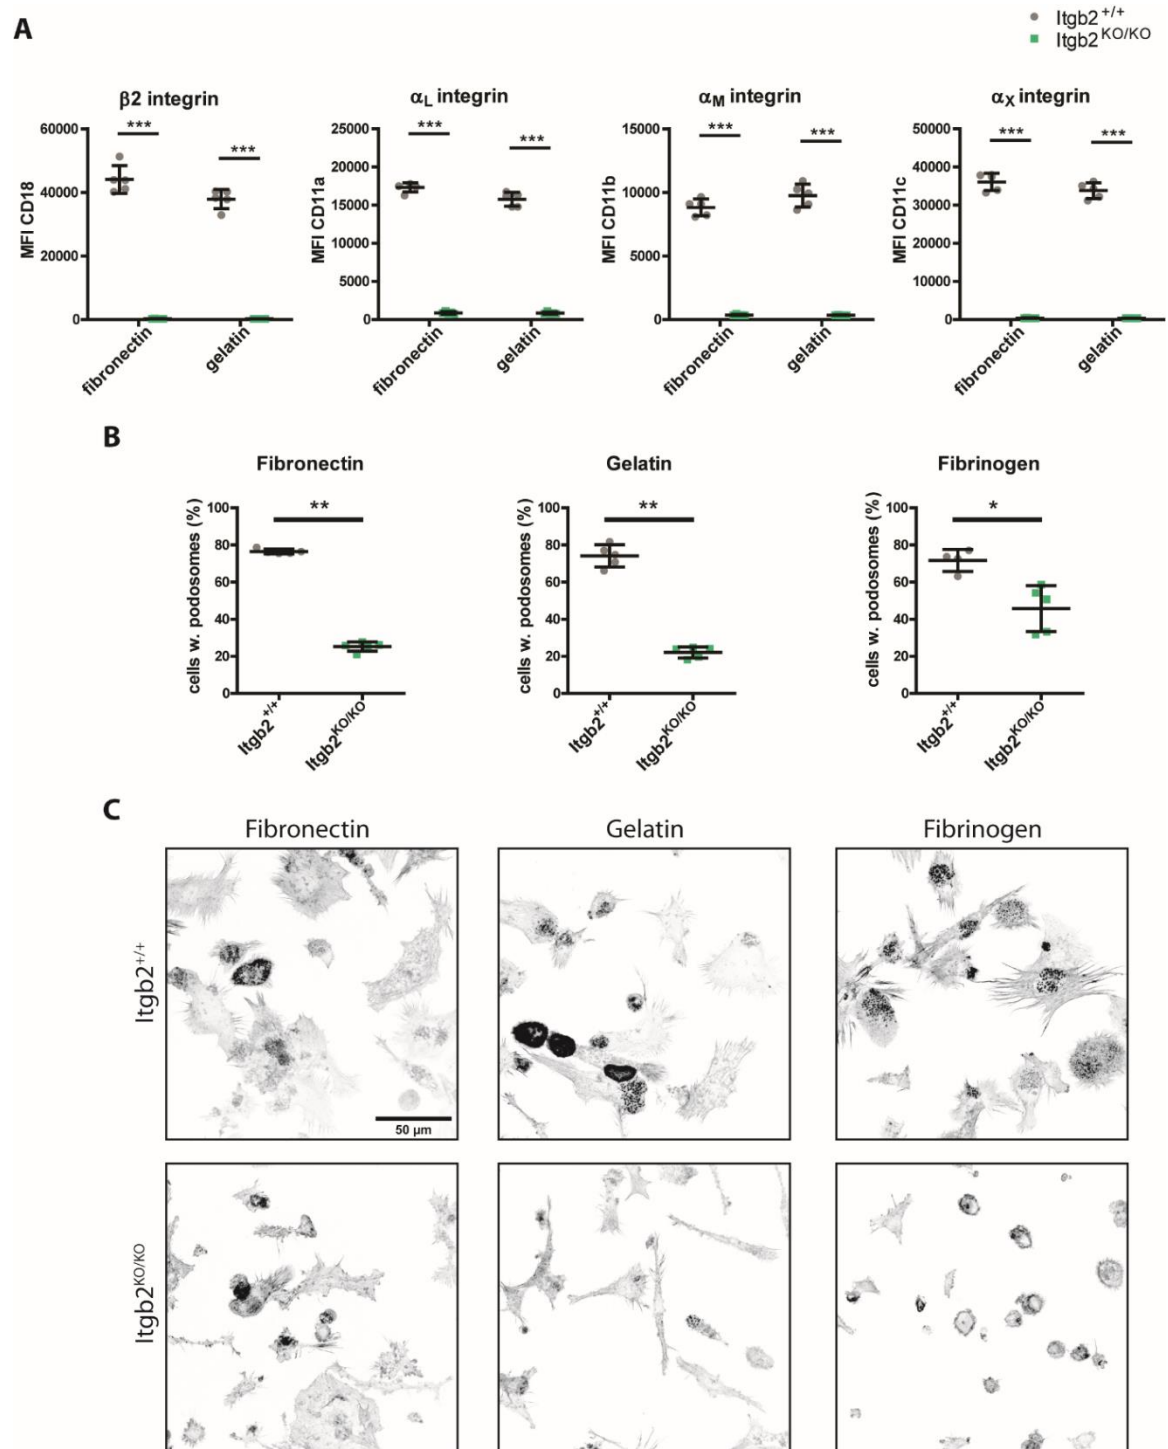 A
Itgb2+/+
Itgb2KO/KO
β2 integrin
αL integrin
αM integrin
αX integrin
MFI CD18
60000
40000
20000
0
***
***
fibronectin
gelatin
MFI CD11a
25000
20000
15000
10000
5000
0
***
***
fibronectin
gelatin
MFI CD11b
15000
10000
5000
0
***
***
fibronectin
gelatin
MFI CD11c
50000
40000
30000
20000
10000
0
***
***
fibronectin
gelatin
B
Fibronectin
cells w. podosomes (%)
100
80
60
40
20
0
**
Itgb2+/+
Itgb2KO/KO
Gelatin
cells w. podosomes (%)
100
80
60
40
20
0
**
Itgb2+/+
Itgb2KO/KO
Fibrinogen
cells w. podosomes (%)
100
80
60
40
20
0
*
Itgb2+/+
Itgb2KO/KO
C
Fibronectin
Gelatin
Fibrinogen
Itgb2+/+
50 µm
Itgb2KO/KO